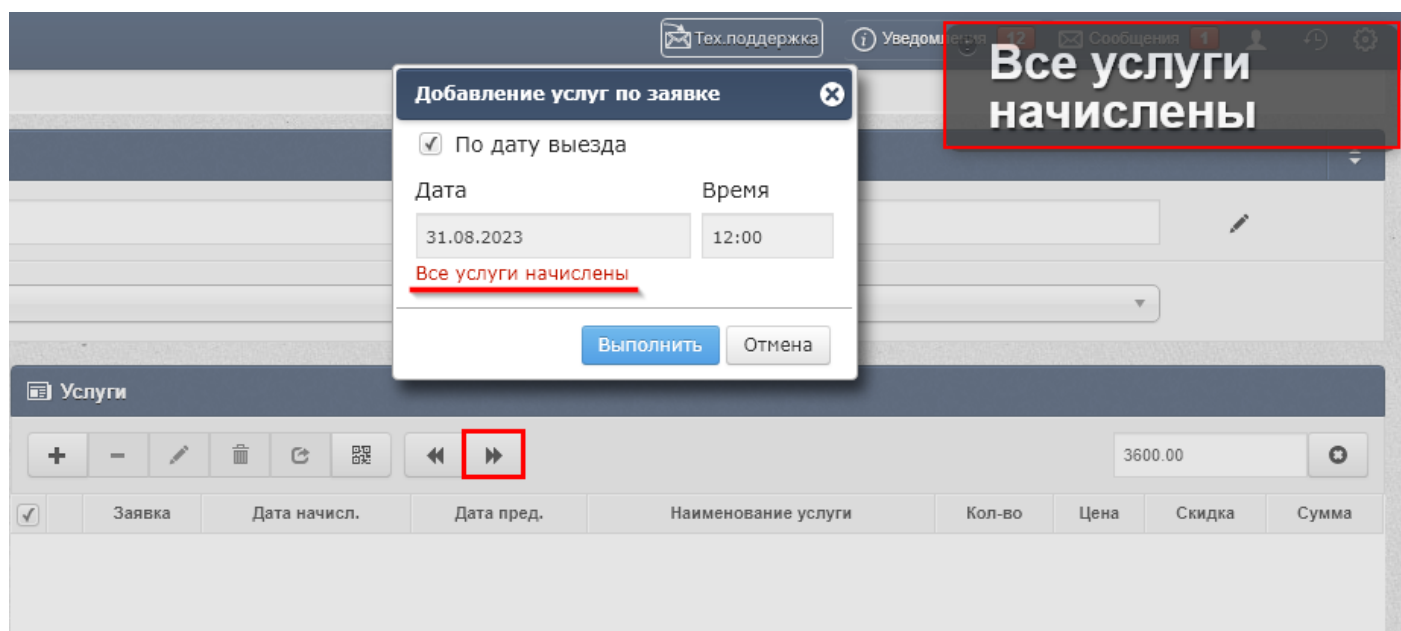 Тех.поддержка
Уведомления 12
Сообщения 1
Все услуги
начислены
Добавление услуг по заявке
По дату выезда
Дата Время
31.08.2023 12:00
Все услуги начислены
Выполнить Отмена
Услуги
3600.00
Заявка Дата начисл. Дата пред. Наименование услуги Кол-во Цена Скидка Сумма